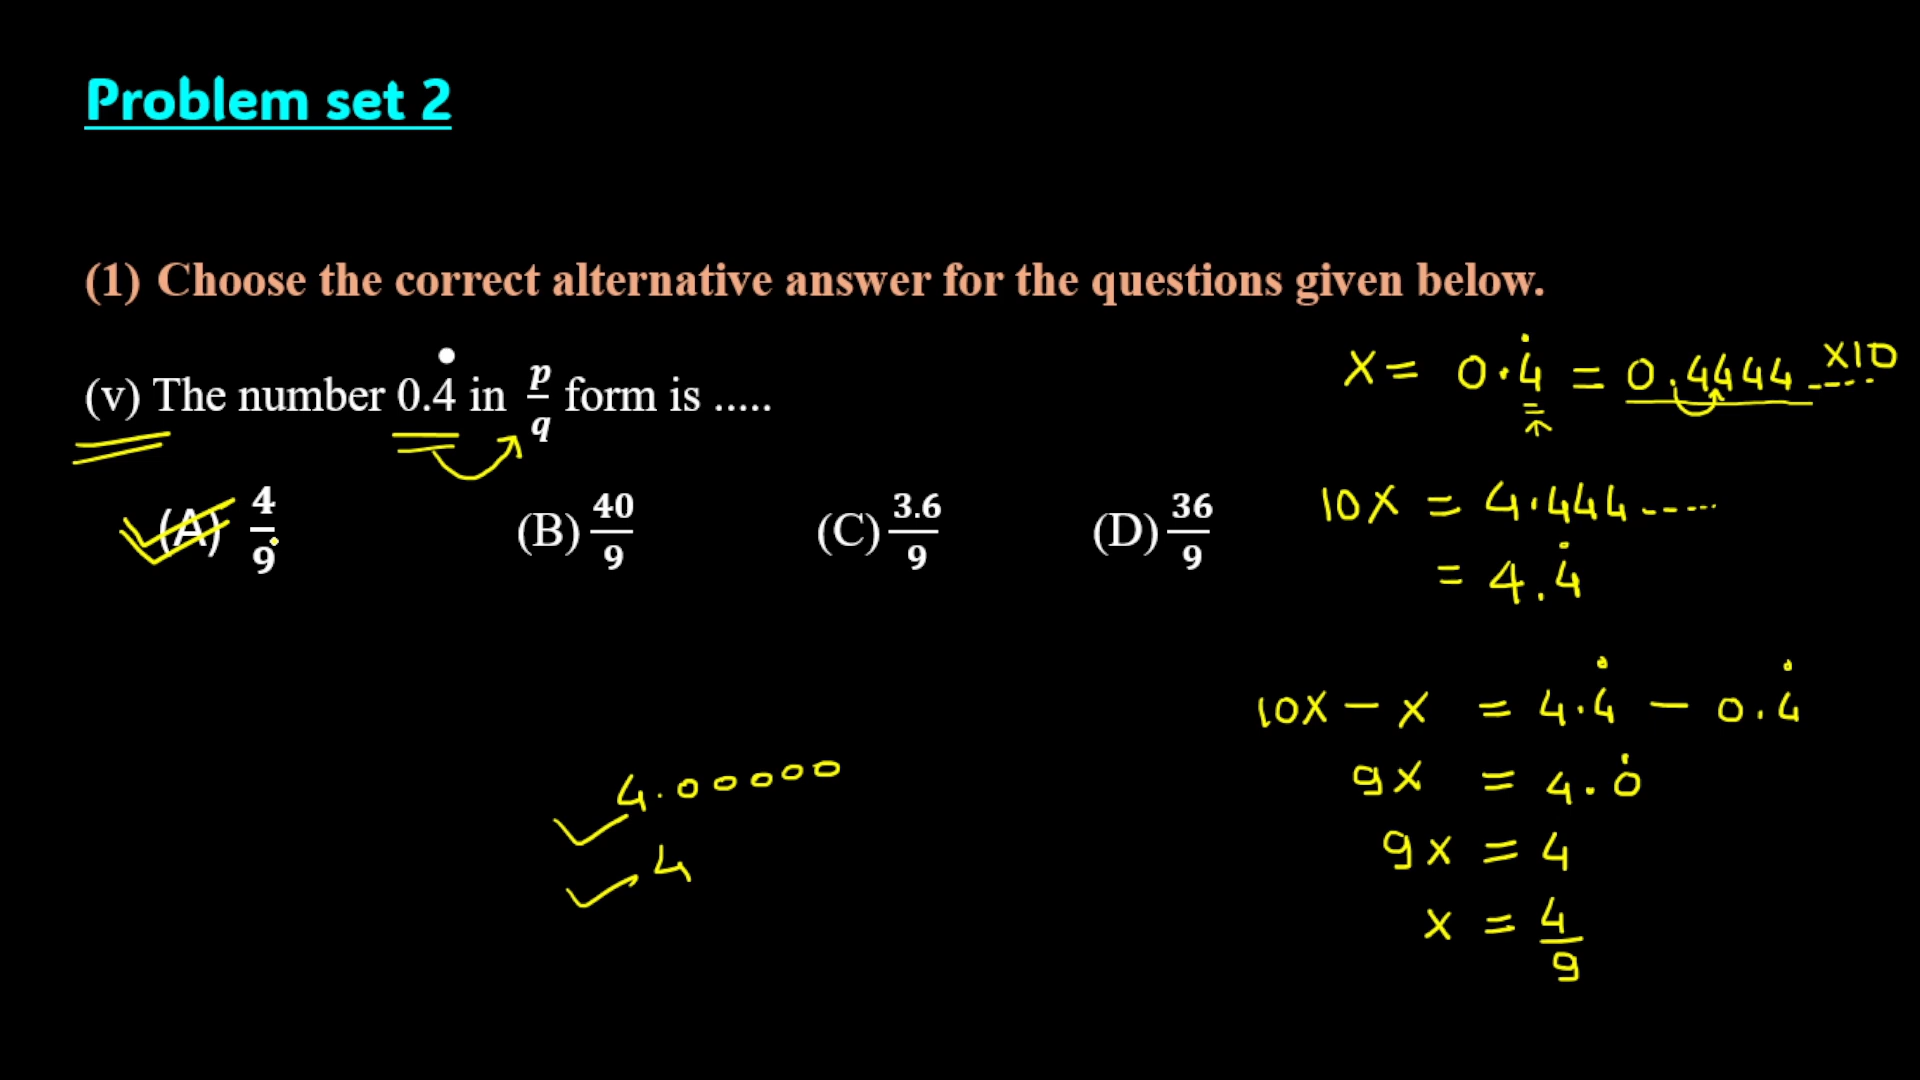 Problem set 2
(1) Choose the correct alternative answer for the questions given below.
(v) The number 0.4̇ in p/q form is .....
(A) 4/9 (B) 40/9 (C) 3.6/9 (D) 36/9
x = 0.4̇ = 0.4444 ---- ×10
10x = 4.444-----
= 4.4̇
10x − x = 4.4̇ − 0.4̇
9x = 4.0̇
9x = 4
x = 4/9
4.00000
4